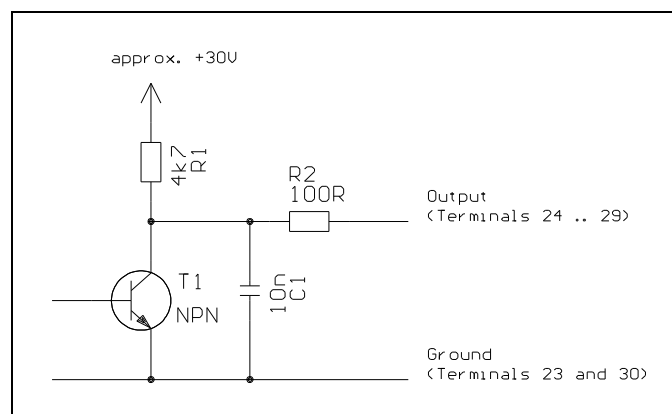 approx. +30V
4k7
R1
R2
100R
Output
(Terminals 24 .. 29)
T1
NPN
10n
C1
Ground
(Terminals 23 and 30)